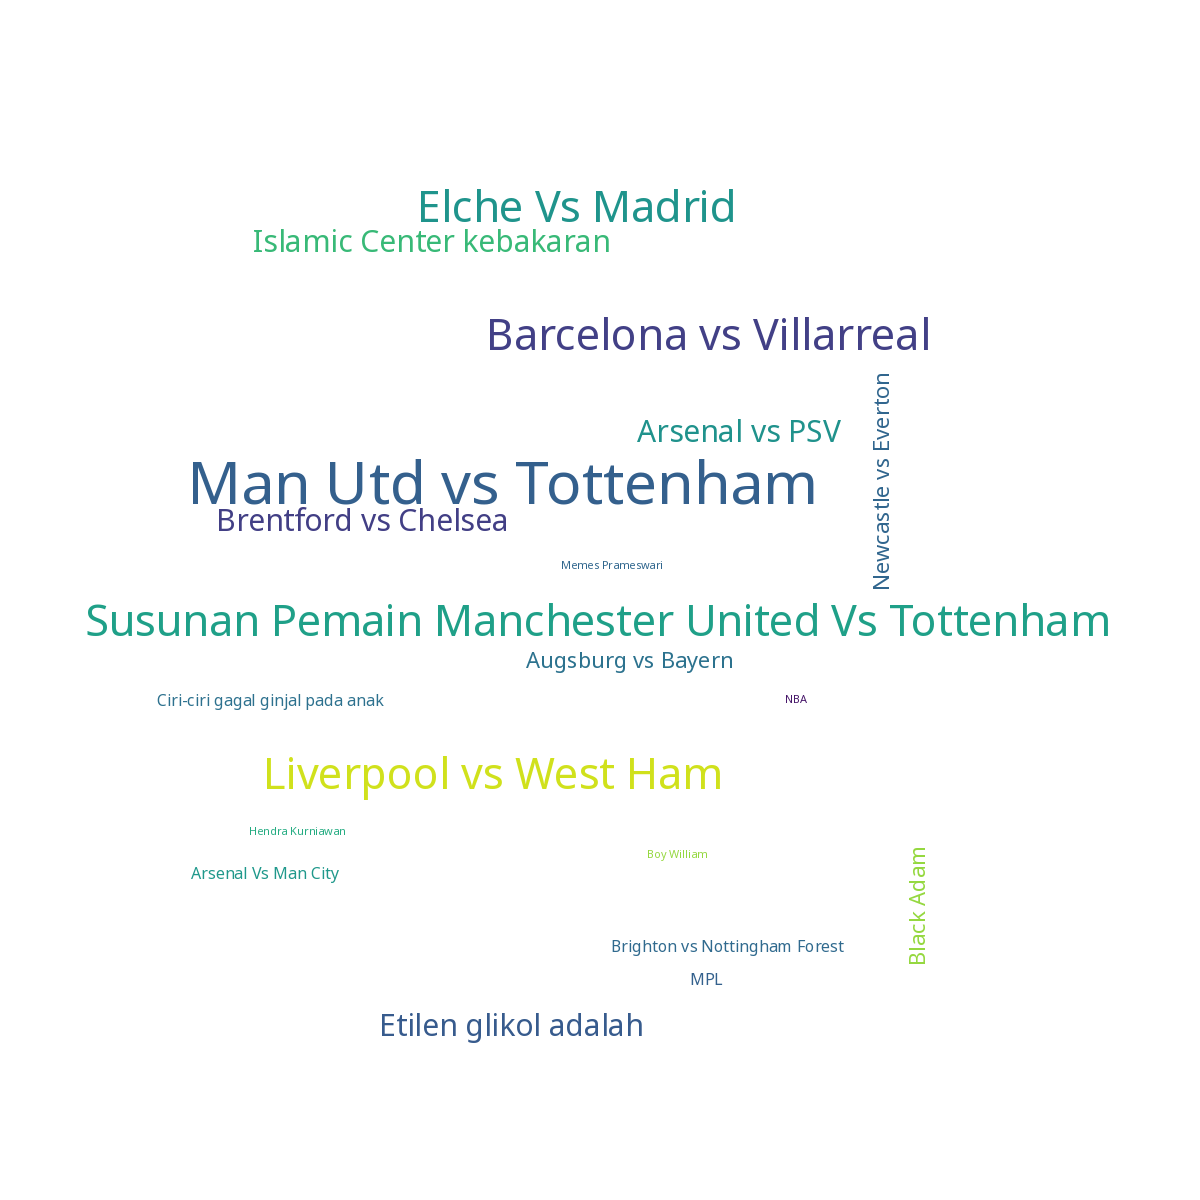 Elche Vs Madrid
Islamic Center kebakaran
Barcelona vs Villarreal
Newcastle vs Everton
Arsenal vs PSV
Man Utd vs Tottenham
Brentford vs Chelsea
Memes Prameswari
Susunan Pemain Manchester United Vs Tottenham
Augsburg vs Bayern
Ciri-ciri gagal ginjal pada anak
NBA
Liverpool vs West Ham
Hendra Kurniawan
Boy William
Arsenal Vs Man City
Black Adam
Brighton vs Nottingham Forest
MPL
Etilen glikol adalah